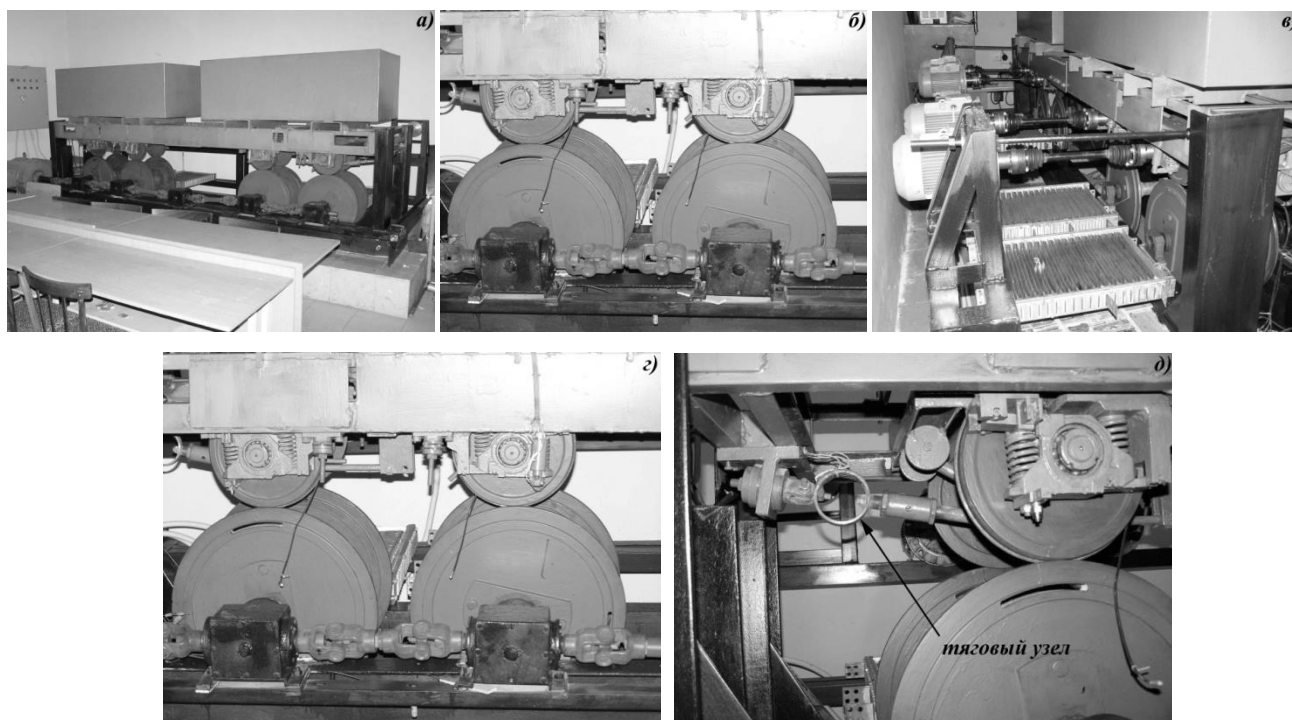 а)
б)
в)
г)
д)
тяговый узел